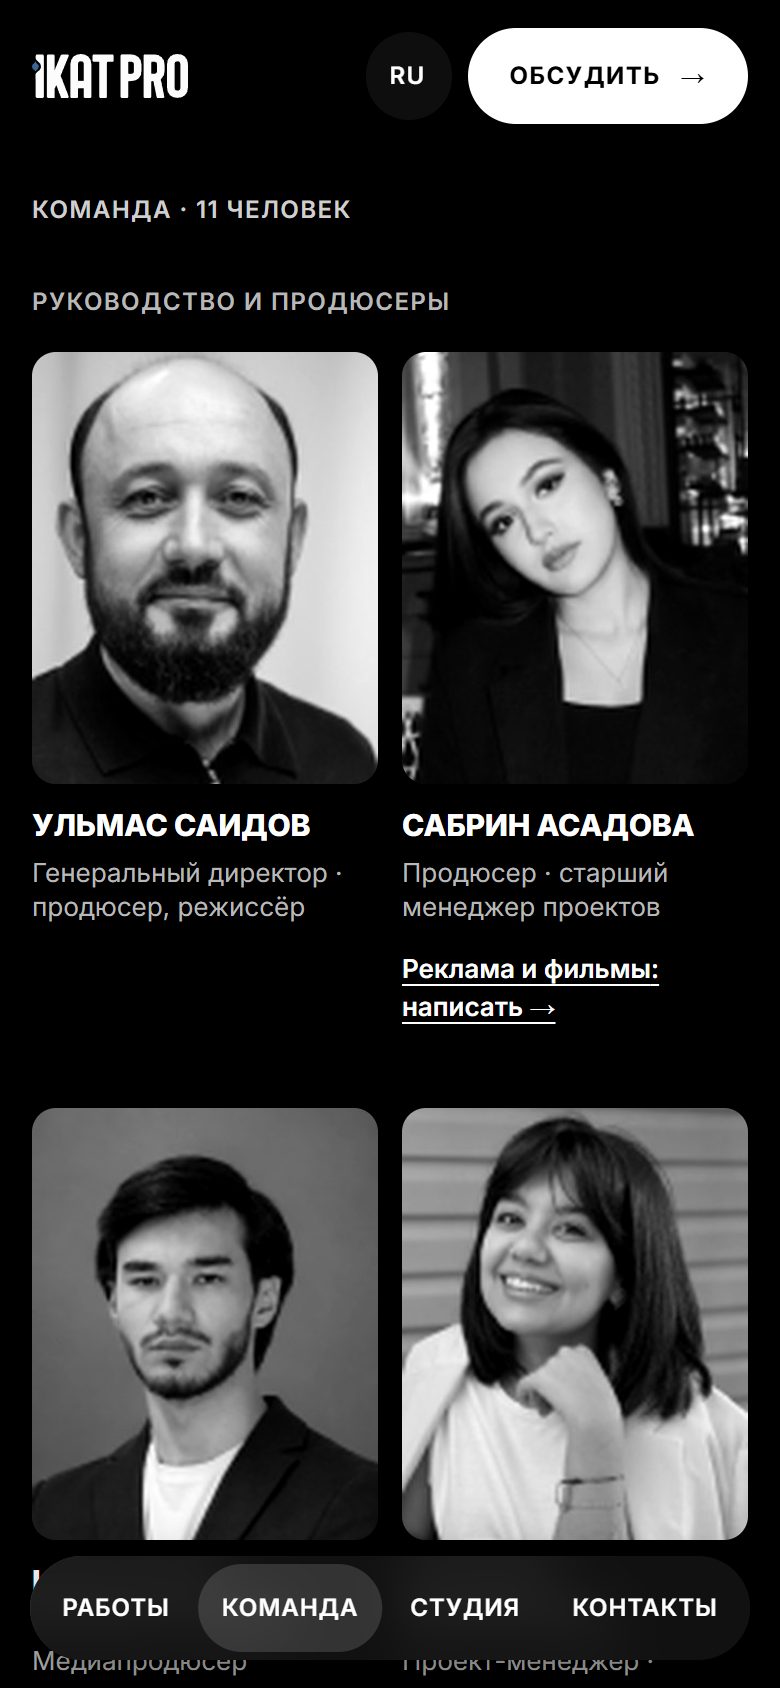 iKAT PRO
RU
ОБСУДИТЬ →
КОМАНДА · 11 ЧЕЛОВЕК
РУКОВОДСТВО И ПРОДЮСЕРЫ
УЛЬМАС САИДОВ
Генеральный директор ·
продюсер, режиссёр
САБРИН АСАДОВА
Продюсер · старший
менеджер проектов
Реклама и фильмы:
написать →
РАБОТЫ
КОМАНДА
СТУДИЯ
КОНТАКТЫ
Медиапродюсер
Проект-менеджер ·